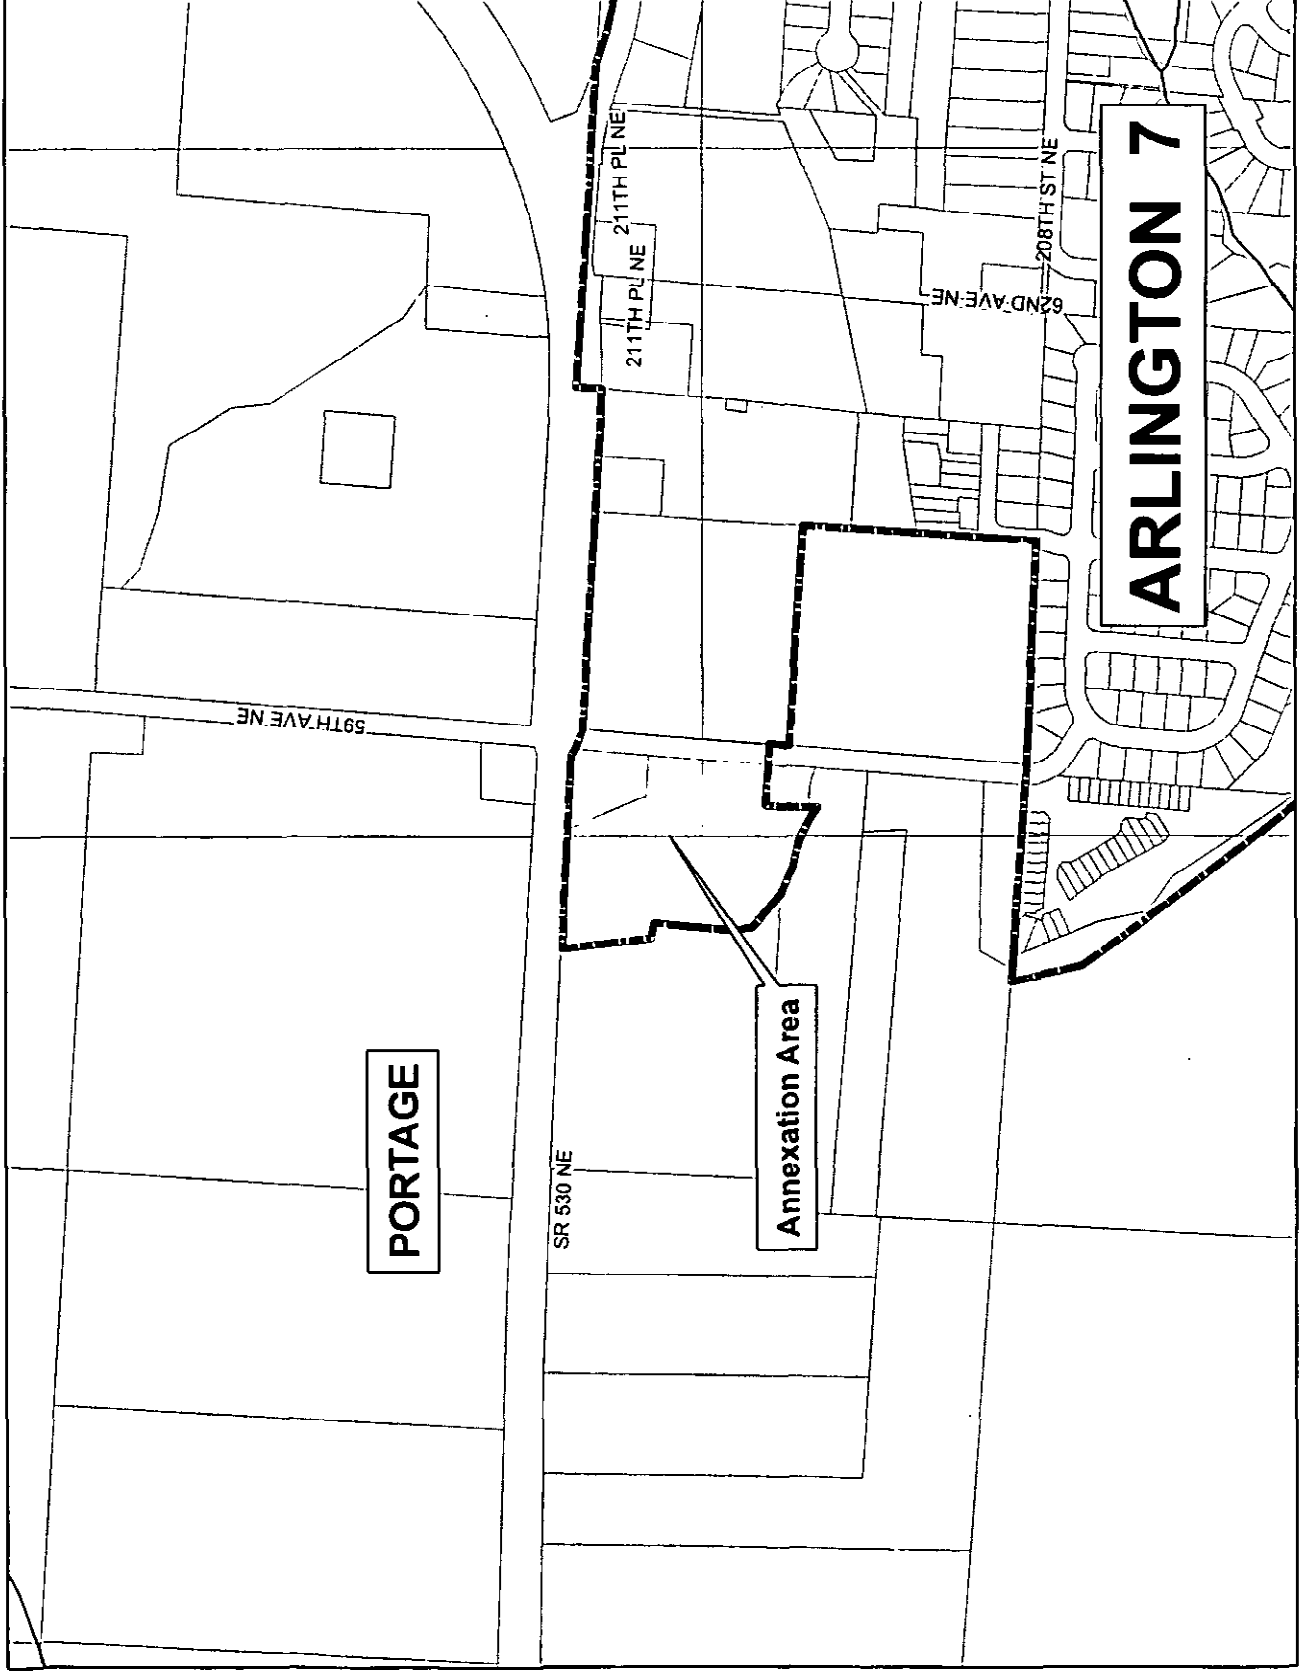 59TH AVE NE
211TH PL NE
211TH PL NE
62ND AVE NE
208TH ST NE
ARLINGTON 7
PORTAGE
SR 530 NE
Annexation Area